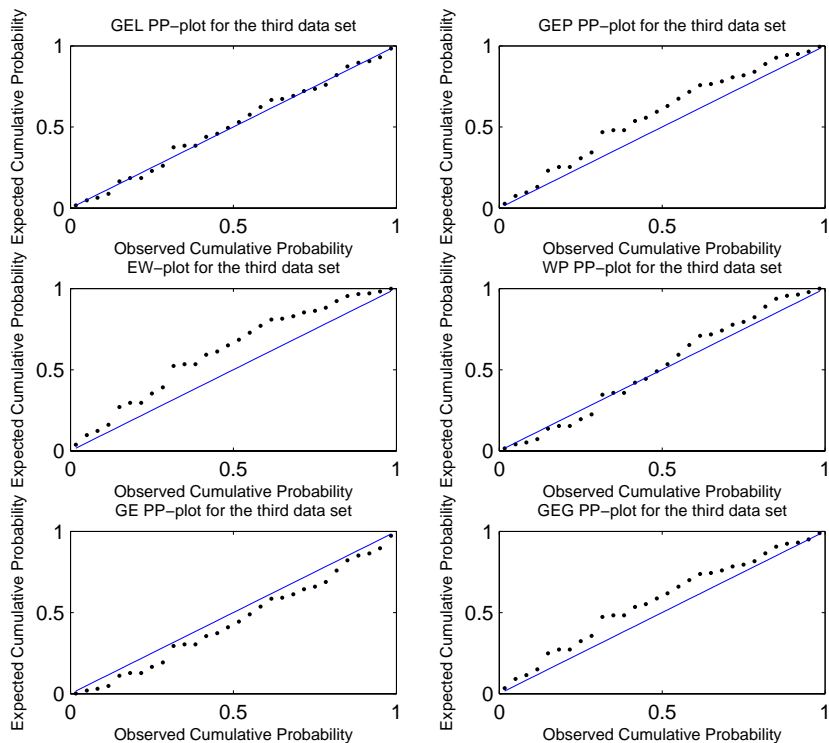 GEL PP−plot for the third data set
Expected Cumulative Probability
1
0.5
0
0
0.5
1
Observed Cumulative Probability
GEP PP−plot for the third data set
Expected Cumulative Probability
1
0.5
0
0
0.5
1
Observed Cumulative Probability
EW−plot for the third data set
Expected Cumulative Probability
1
0.5
0
0
0.5
1
Observed Cumulative Probability
WP PP−plot for the third data set
Expected Cumulative Probability
1
0.5
0
0
0.5
1
Observed Cumulative Probability
GE PP−plot for the third data set
Expected Cumulative Probability
1
0.5
0
0
0.5
1
Observed Cumulative Probability
GEG PP−plot for the third data set
Expected Cumulative Probability
1
0.5
0
0
0.5
1
Observed Cumulative Probability